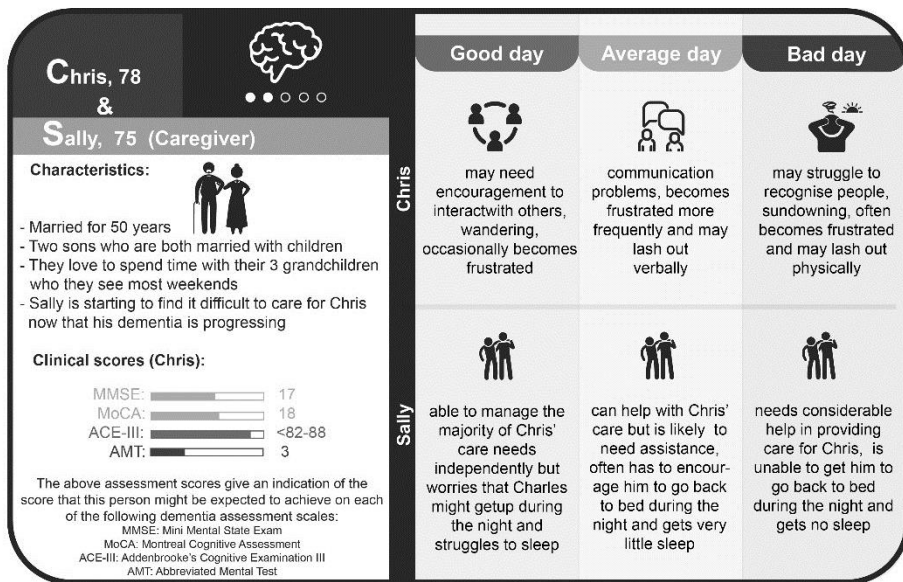 Chris, 78
&
Sally, 75 (Caregiver)
Characteristics:
- Married for 50 years
- Two sons who are both married with children
- They love to spend time with their 3 grandchildren
who they see most weekends
- Sally is starting to find it difficult to care for Chris
now that his dementia is progressing
Clinical scores (Chris):
MMSE: 17
MoCA: 18
ACE-III: <82-88
AMT: 3
The above assessment scores give an indication of the
score that this person might be expected to achieve on each
of the following dementia assessment scales:
MMSE: Mini Mental State Exam
MoCA: Montreal Cognitive Assessment
ACE-III: Addenbrooke's Cognitive Examination III
AMT: Abbreviated Mental Test
Good day
Average day
Bad day
Chris
may need
encouragement to
interactwith others,
wandering,
occasionally becomes
frustrated
communication
problems, becomes
frustrated more
frequently and may
lash out
verbally
may struggle to
recognise people,
sundowning, often
becomes frustrated
and may lash out
physically
Sally
able to manage the
majority of Chris'
care needs
independently but
worries that Charles
might getup during
the night and
struggles to sleep
can help with Chris'
care but is likely to
need assistance,
often has to encour-
age him to go back
to bed during the
night and gets very
little sleep
needs considerable
help in providing
care for Chris, is
unable to get him to
go back to bed
during the night and
gets no sleep